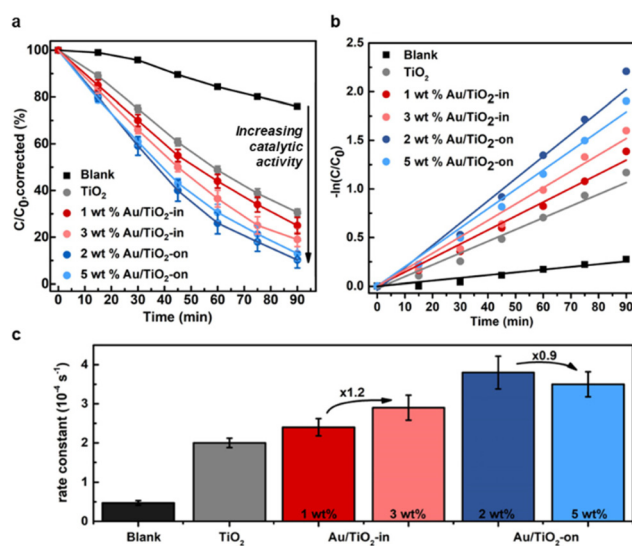 a
C/C₀,corrected (%)
100
80
60
40
20
0
Increasing
catalytic
activity
Blank
TiO₂
1 wt % Au/TiO₂-in
3 wt % Au/TiO₂-in
2 wt % Au/TiO₂-on
5 wt % Au/TiO₂-on
0 10 20 30 40 50 60 70 80 90
Time (min)
b
-ln(C/C₀)
-2.5
2.0
-1.5
-1.0
0.5
0.0
Blank
TiO₂
1 wt % Au/TiO₂-in
3 wt % Au/TiO₂-in
2 wt % Au/TiO₂-on
5 wt % Au/TiO₂-on
0 15 30 45 60 75 90
Time (min)
c
rate constant (10⁻⁴ s⁻¹)
4
3
2
1
0
x1.2
x0.9
1 wt%
3 wt%
2 wt%
5 wt%
Blank
TiO₂
Au/TiO₂-in
Au/TiO₂-on